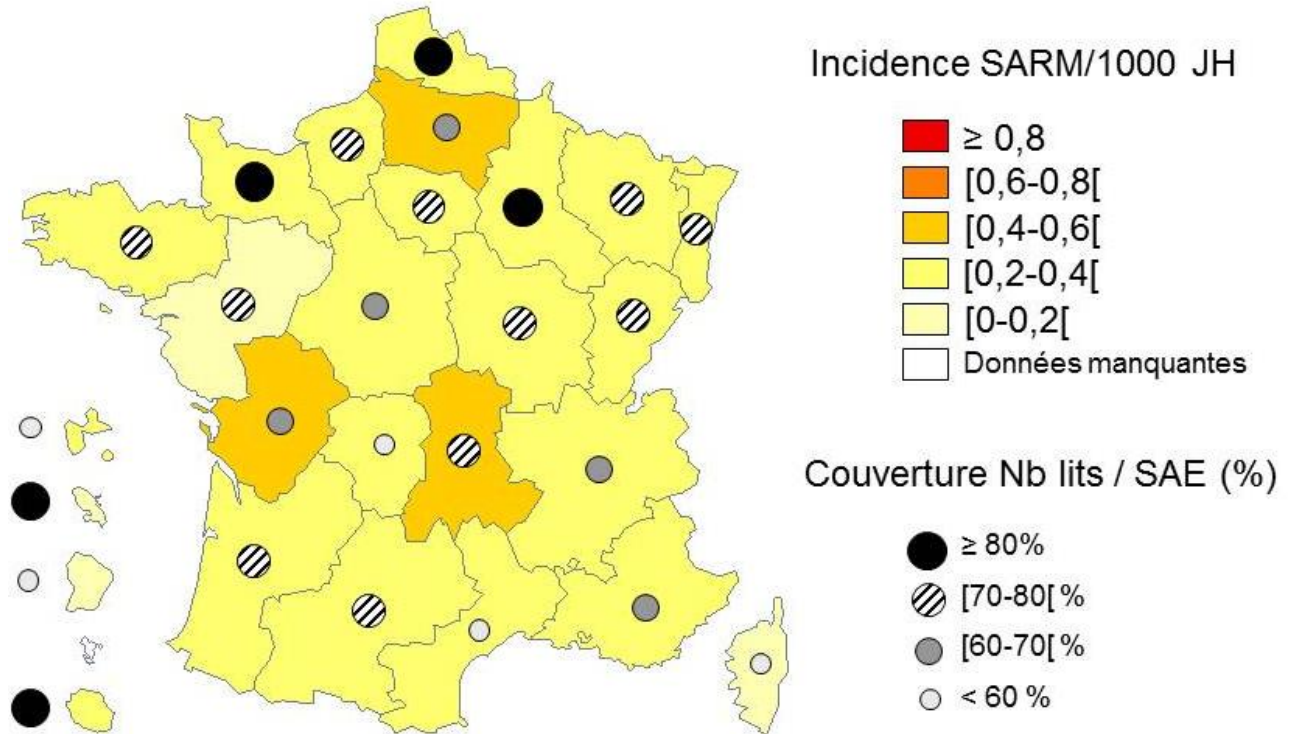 Incidence SARM/1000 JH
≥ 0,8
[0,6-0,8[
[0,4-0,6[
[0,2-0,4[
[0-0,2[
Données manquantes
Couverture Nb lits / SAE (%)
≥ 80%
[70-80[ %
[60-70[ %
< 60 %